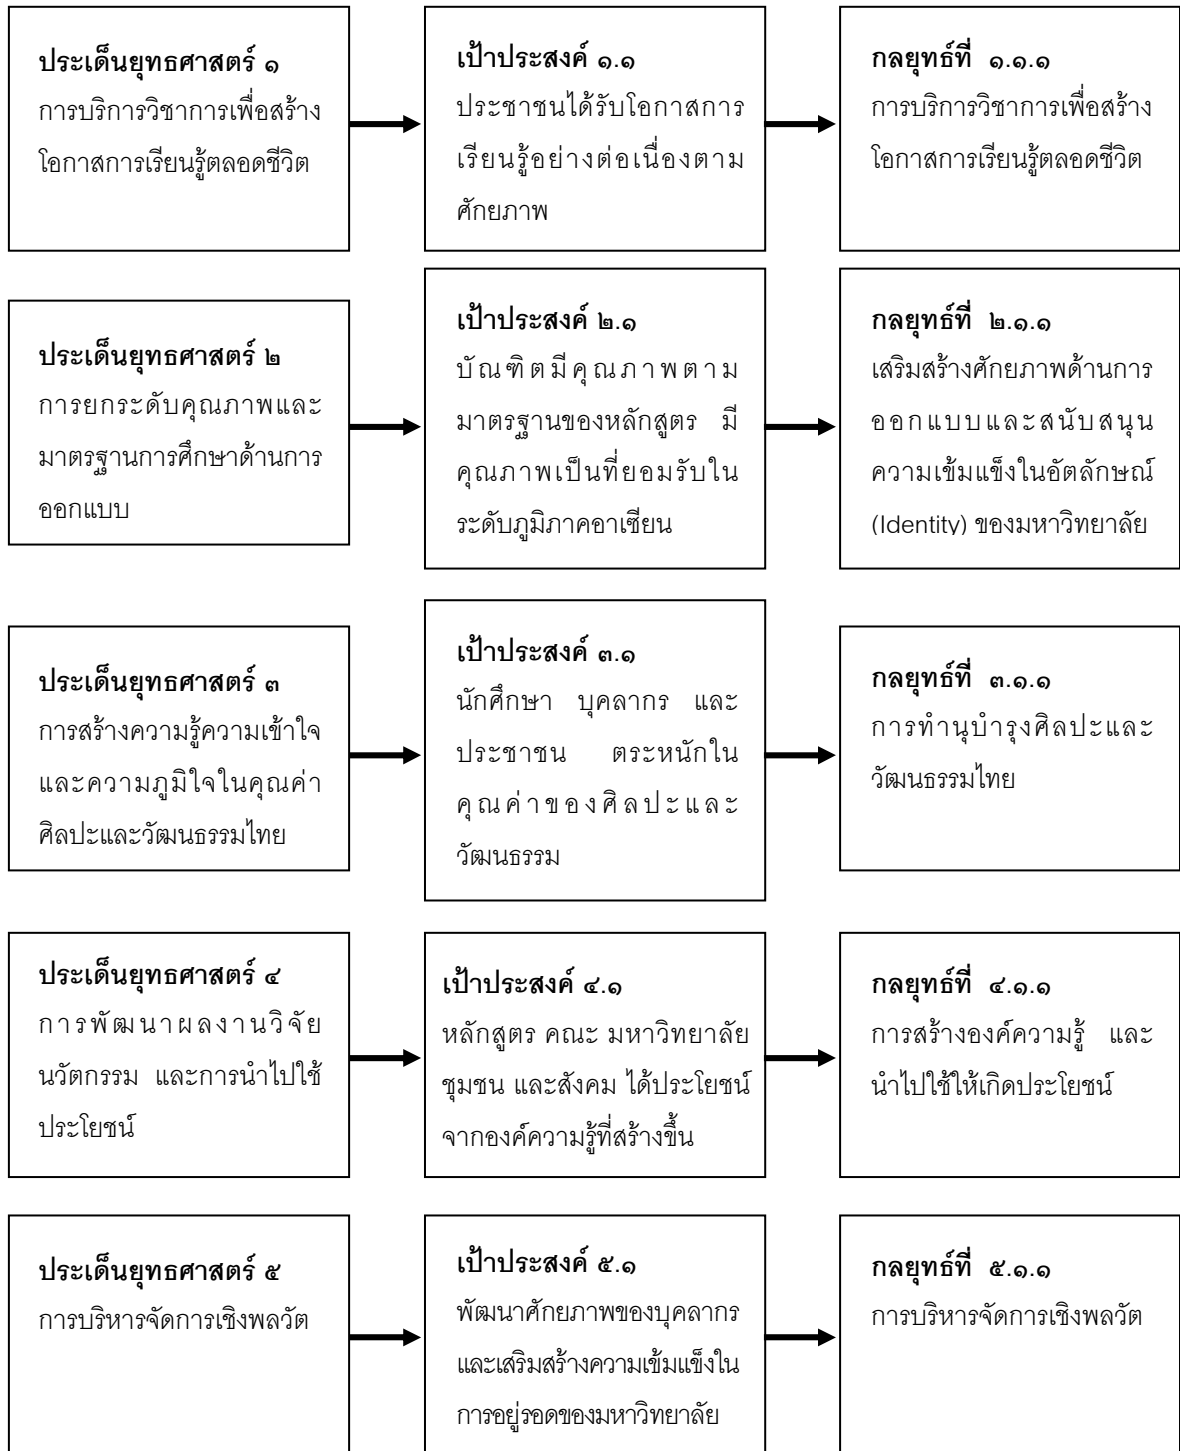 ประเด็นยุทธศาสตร์ ๑
การบริการวิชาการเพื่อสร้าง
โอกาสการเรียนรู้ตลอดชีวิต
เป้าประสงค์ ๑.๑
ประชาชนได้รับโอกาสการ
เรียนรู้อย่างต่อเนื่องตาม
ศักยภาพ
กลยุทธ์ที่ ๑.๑.๑
การบริการวิชาการเพื่อสร้าง
โอกาสการเรียนรู้ตลอดชีวิต
ประเด็นยุทธศาสตร์ ๒
การยกระดับคุณภาพและ
มาตรฐานการศึกษาด้านการ
ออกแบบ
เป้าประสงค์ ๒.๑
บัณฑิตมีคุณภาพตาม
มาตรฐานของหลักสูตร มี
คุณภาพเป็นที่ยอมรับใน
ระดับภูมิภาคอาเซียน
กลยุทธ์ที่ ๒.๑.๑
เสริมสร้างศักยภาพด้านการ
ออกแบบและสนับสนุน
ความเข้มแข็งในอัตลักษณ์
(Identity) ของมหาวิทยาลัย
ประเด็นยุทธศาสตร์ ๓
การสร้างความรู้ความเข้าใจ
และความภูมิใจในคุณค่า
ศิลปะและวัฒนธรรมไทย
เป้าประสงค์ ๓.๑
นักศึกษา บุคลากร และ
ประชาชน ตระหนักใน
คุณค่าของศิลปะและ
วัฒนธรรม
กลยุทธ์ที่ ๓.๑.๑
การทำนุบำรุงศิลปะและ
วัฒนธรรมไทย
ประเด็นยุทธศาสตร์ ๔
การพัฒนาผลงานวิจัย
นวัตกรรม และการนำไปใช้
ประโยชน์
เป้าประสงค์ ๔.๑
หลักสูตร คณะ มหาวิทยาลัย
ชุมชน และสังคม ได้ประโยชน์
จากองค์ความรู้ที่สร้างขึ้น
กลยุทธ์ที่ ๔.๑.๑
การสร้างองค์ความรู้ และ
นำไปใช้ให้เกิดประโยชน์
ประเด็นยุทธศาสตร์ ๕
การบริหารจัดการเชิงพลวัต
เป้าประสงค์ ๕.๑
พัฒนาศักยภาพของบุคลากร
และเสริมสร้างความเข้มแข็งใน
การอยู่รอดของมหาวิทยาลัย
กลยุทธ์ที่ ๕.๑.๑
การบริหารจัดการเชิงพลวัต